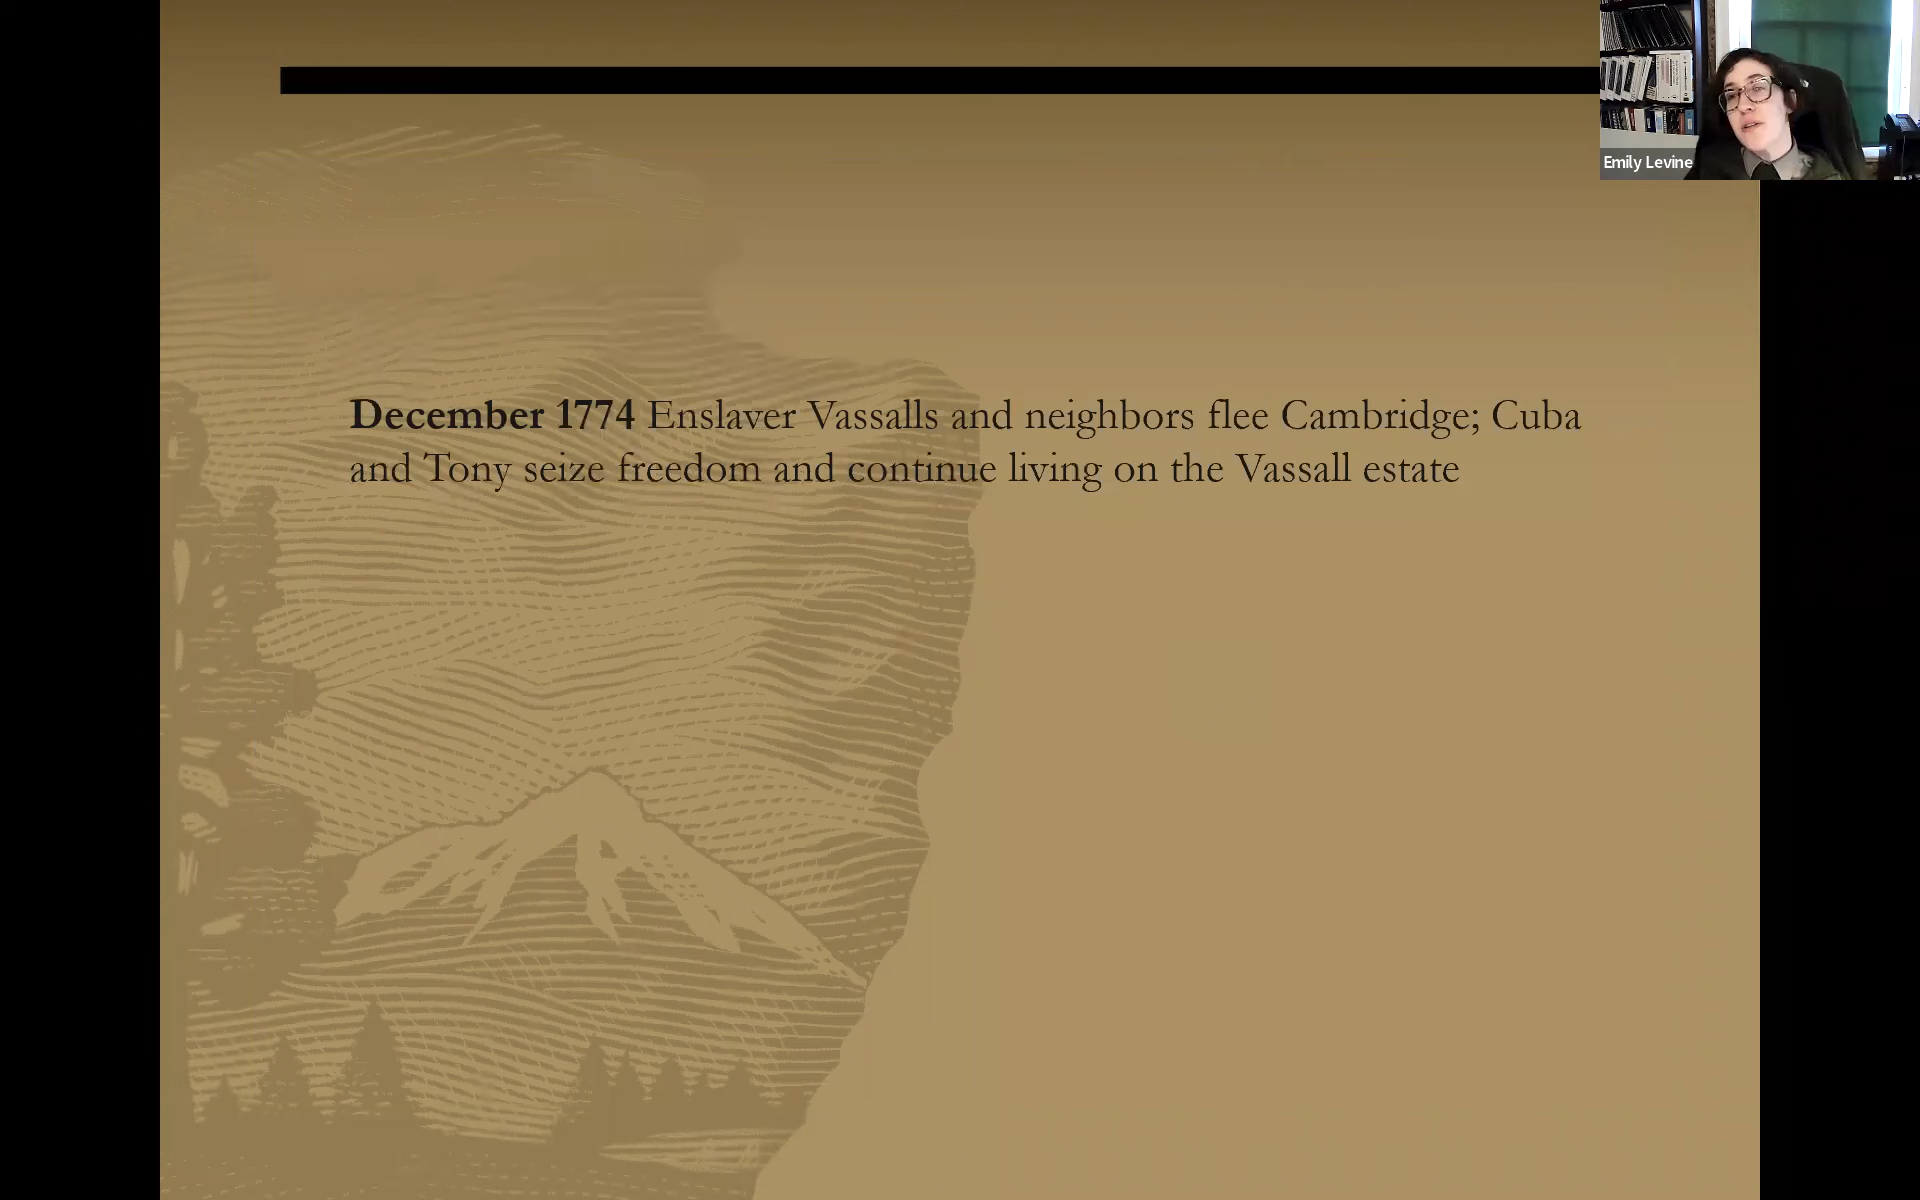 Emily Levine
December 1774 Enslaver Vassalls and neighbors flee Cambridge; Cuba
and Tony seize freedom and continue living on the Vassall estate